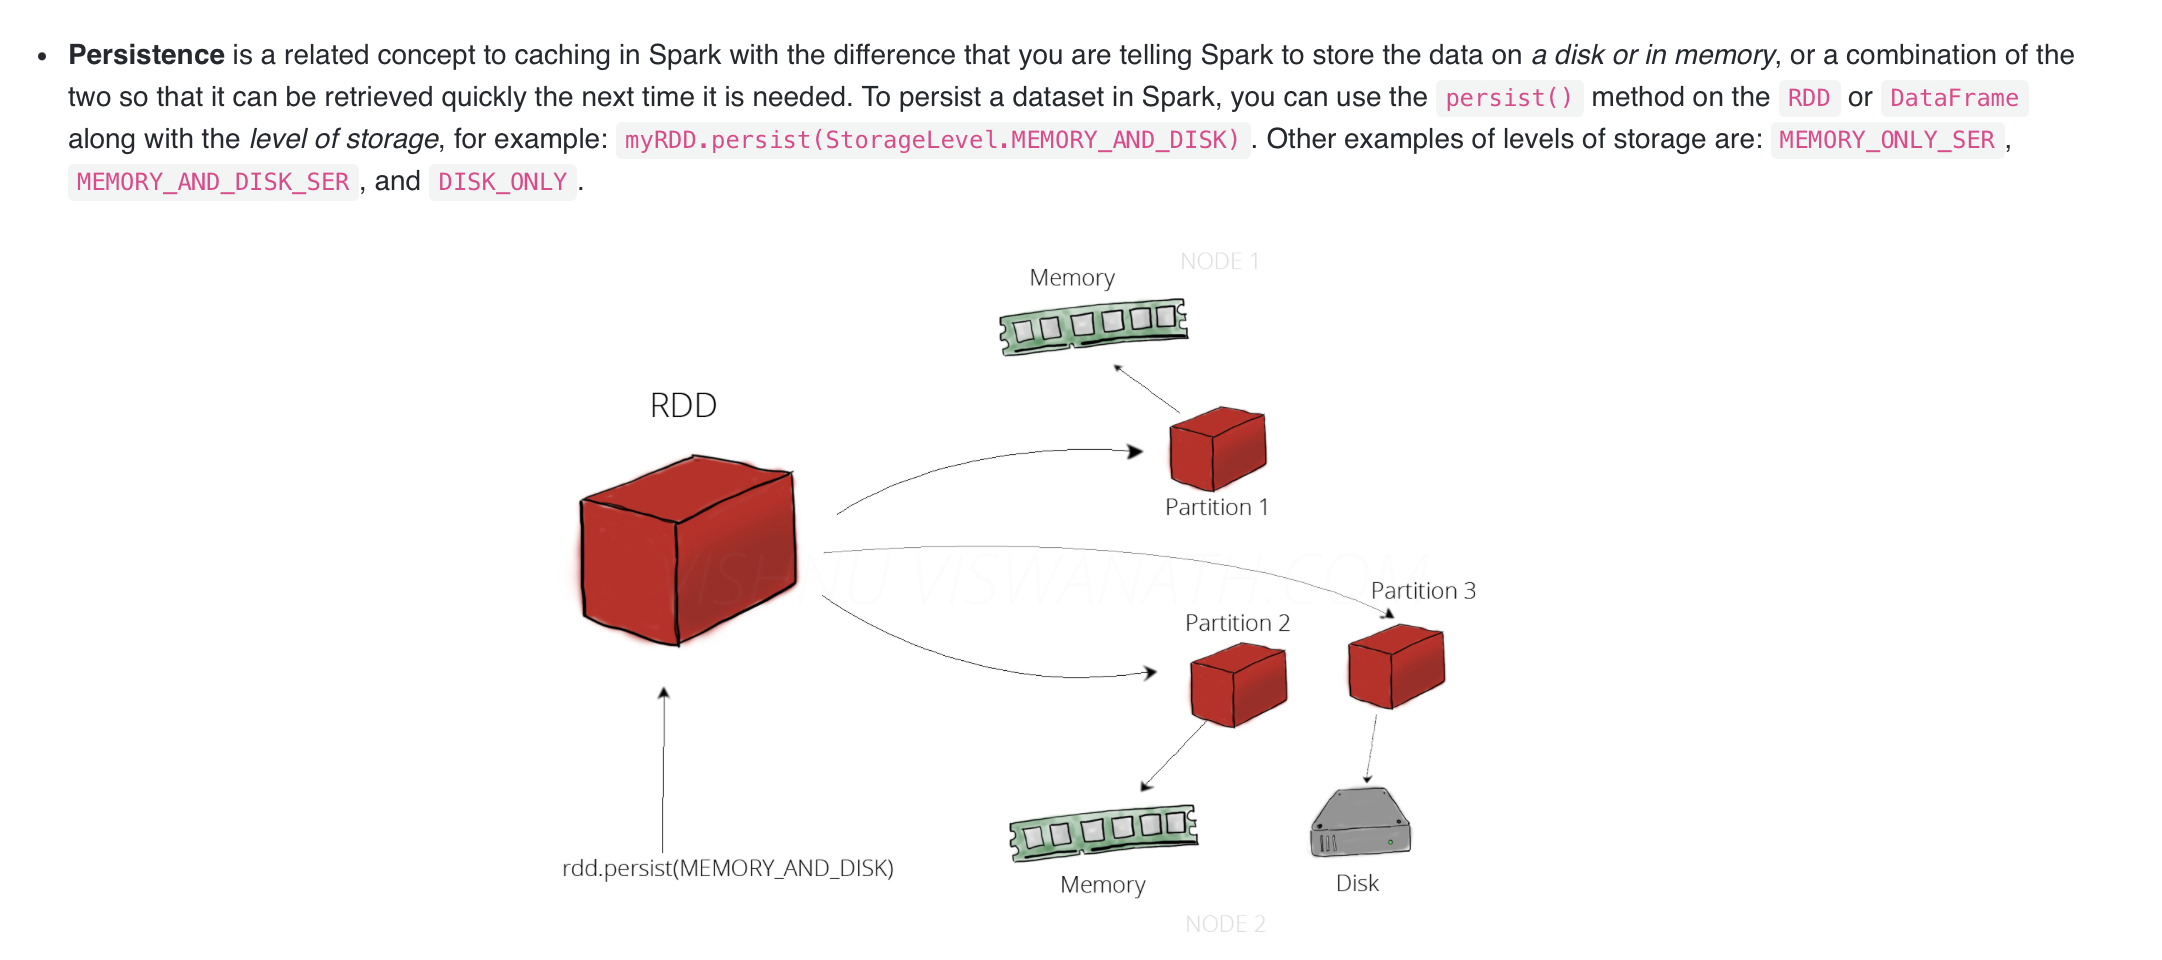 • Persistence is a related concept to caching in Spark with the difference that you are telling Spark to store the data on a disk or in memory, or a combination of the
two so that it can be retrieved quickly the next time it is needed. To persist a dataset in Spark, you can use the persist() method on the RDD or DataFrame
along with the level of storage, for example: myRDD.persist(StorageLevel.MEMORY_AND_DISK). Other examples of levels of storage are: MEMORY_ONLY_SER,
MEMORY_AND_DISK_SER, and DISK_ONLY.
NODE 1
Memory
RDD
Partition 1
VISHNU VISWANATH.COM
Partition 3
Partition 2
rdd.persist(MEMORY_AND_DISK)
Memory
Disk
NODE 2